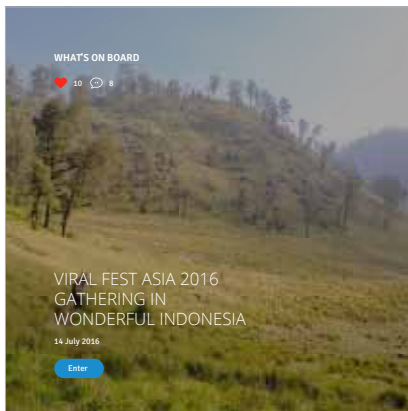 WHAT'S ON BOARD
10 8
VIRAL FEST ASIA 2016
GATHERING IN
WONDERFUL INDONESIA
14 July 2016
Enter